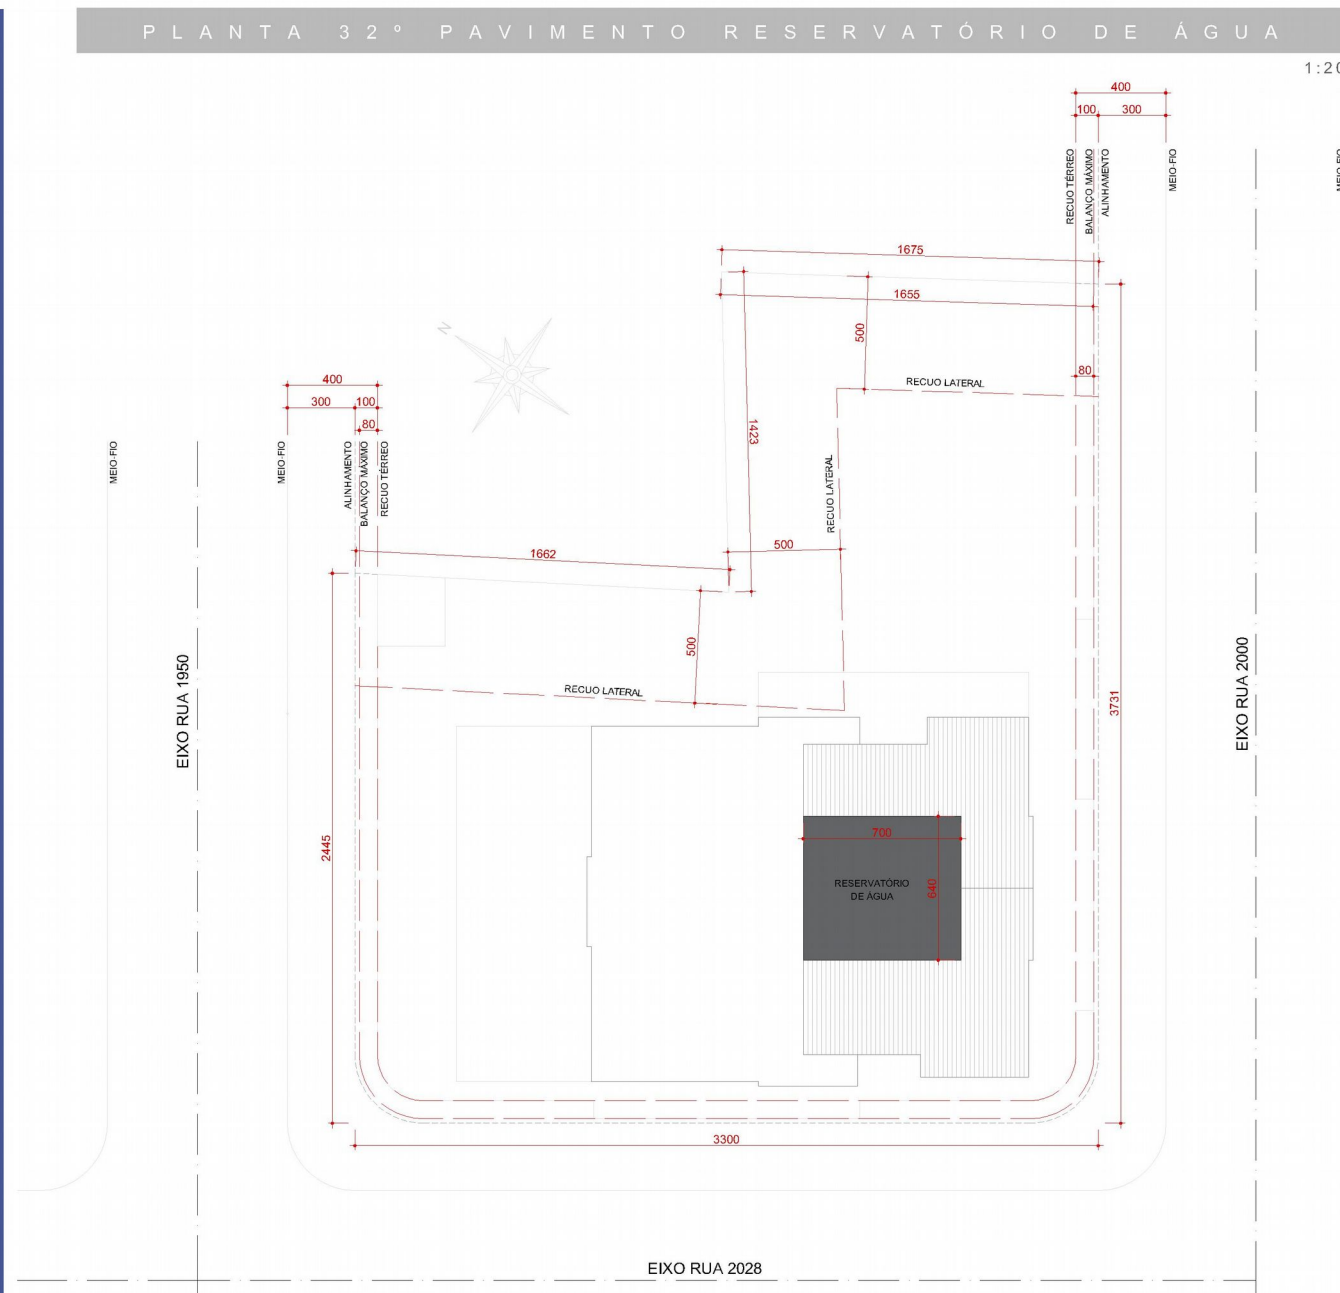 PLANTA 32º PAVIMENTO RESERVATÓRIO DE ÁGUA
400
100 300
RECUO TÉRREO
BALANÇO MÁXIMO
ALINHAMENTO
MEIO-FIO
MEIO-FIO
1675
1655
500
80
RECUO LATERAL
N
400
300 100
80
1423
MEIO-FIO
MEIO-FIO
ALINHAMENTO
BALANÇO MÁXIMO
RECUO TÉRREO
RECUO LATERAL
500
1662
500
RECUO LATERAL
EIXO RUA 1950
EIXO RUA 2000
3731
2445
700
640
RESERVATÓRIO
DE ÁGUA
3300
EIXO RUA 2028